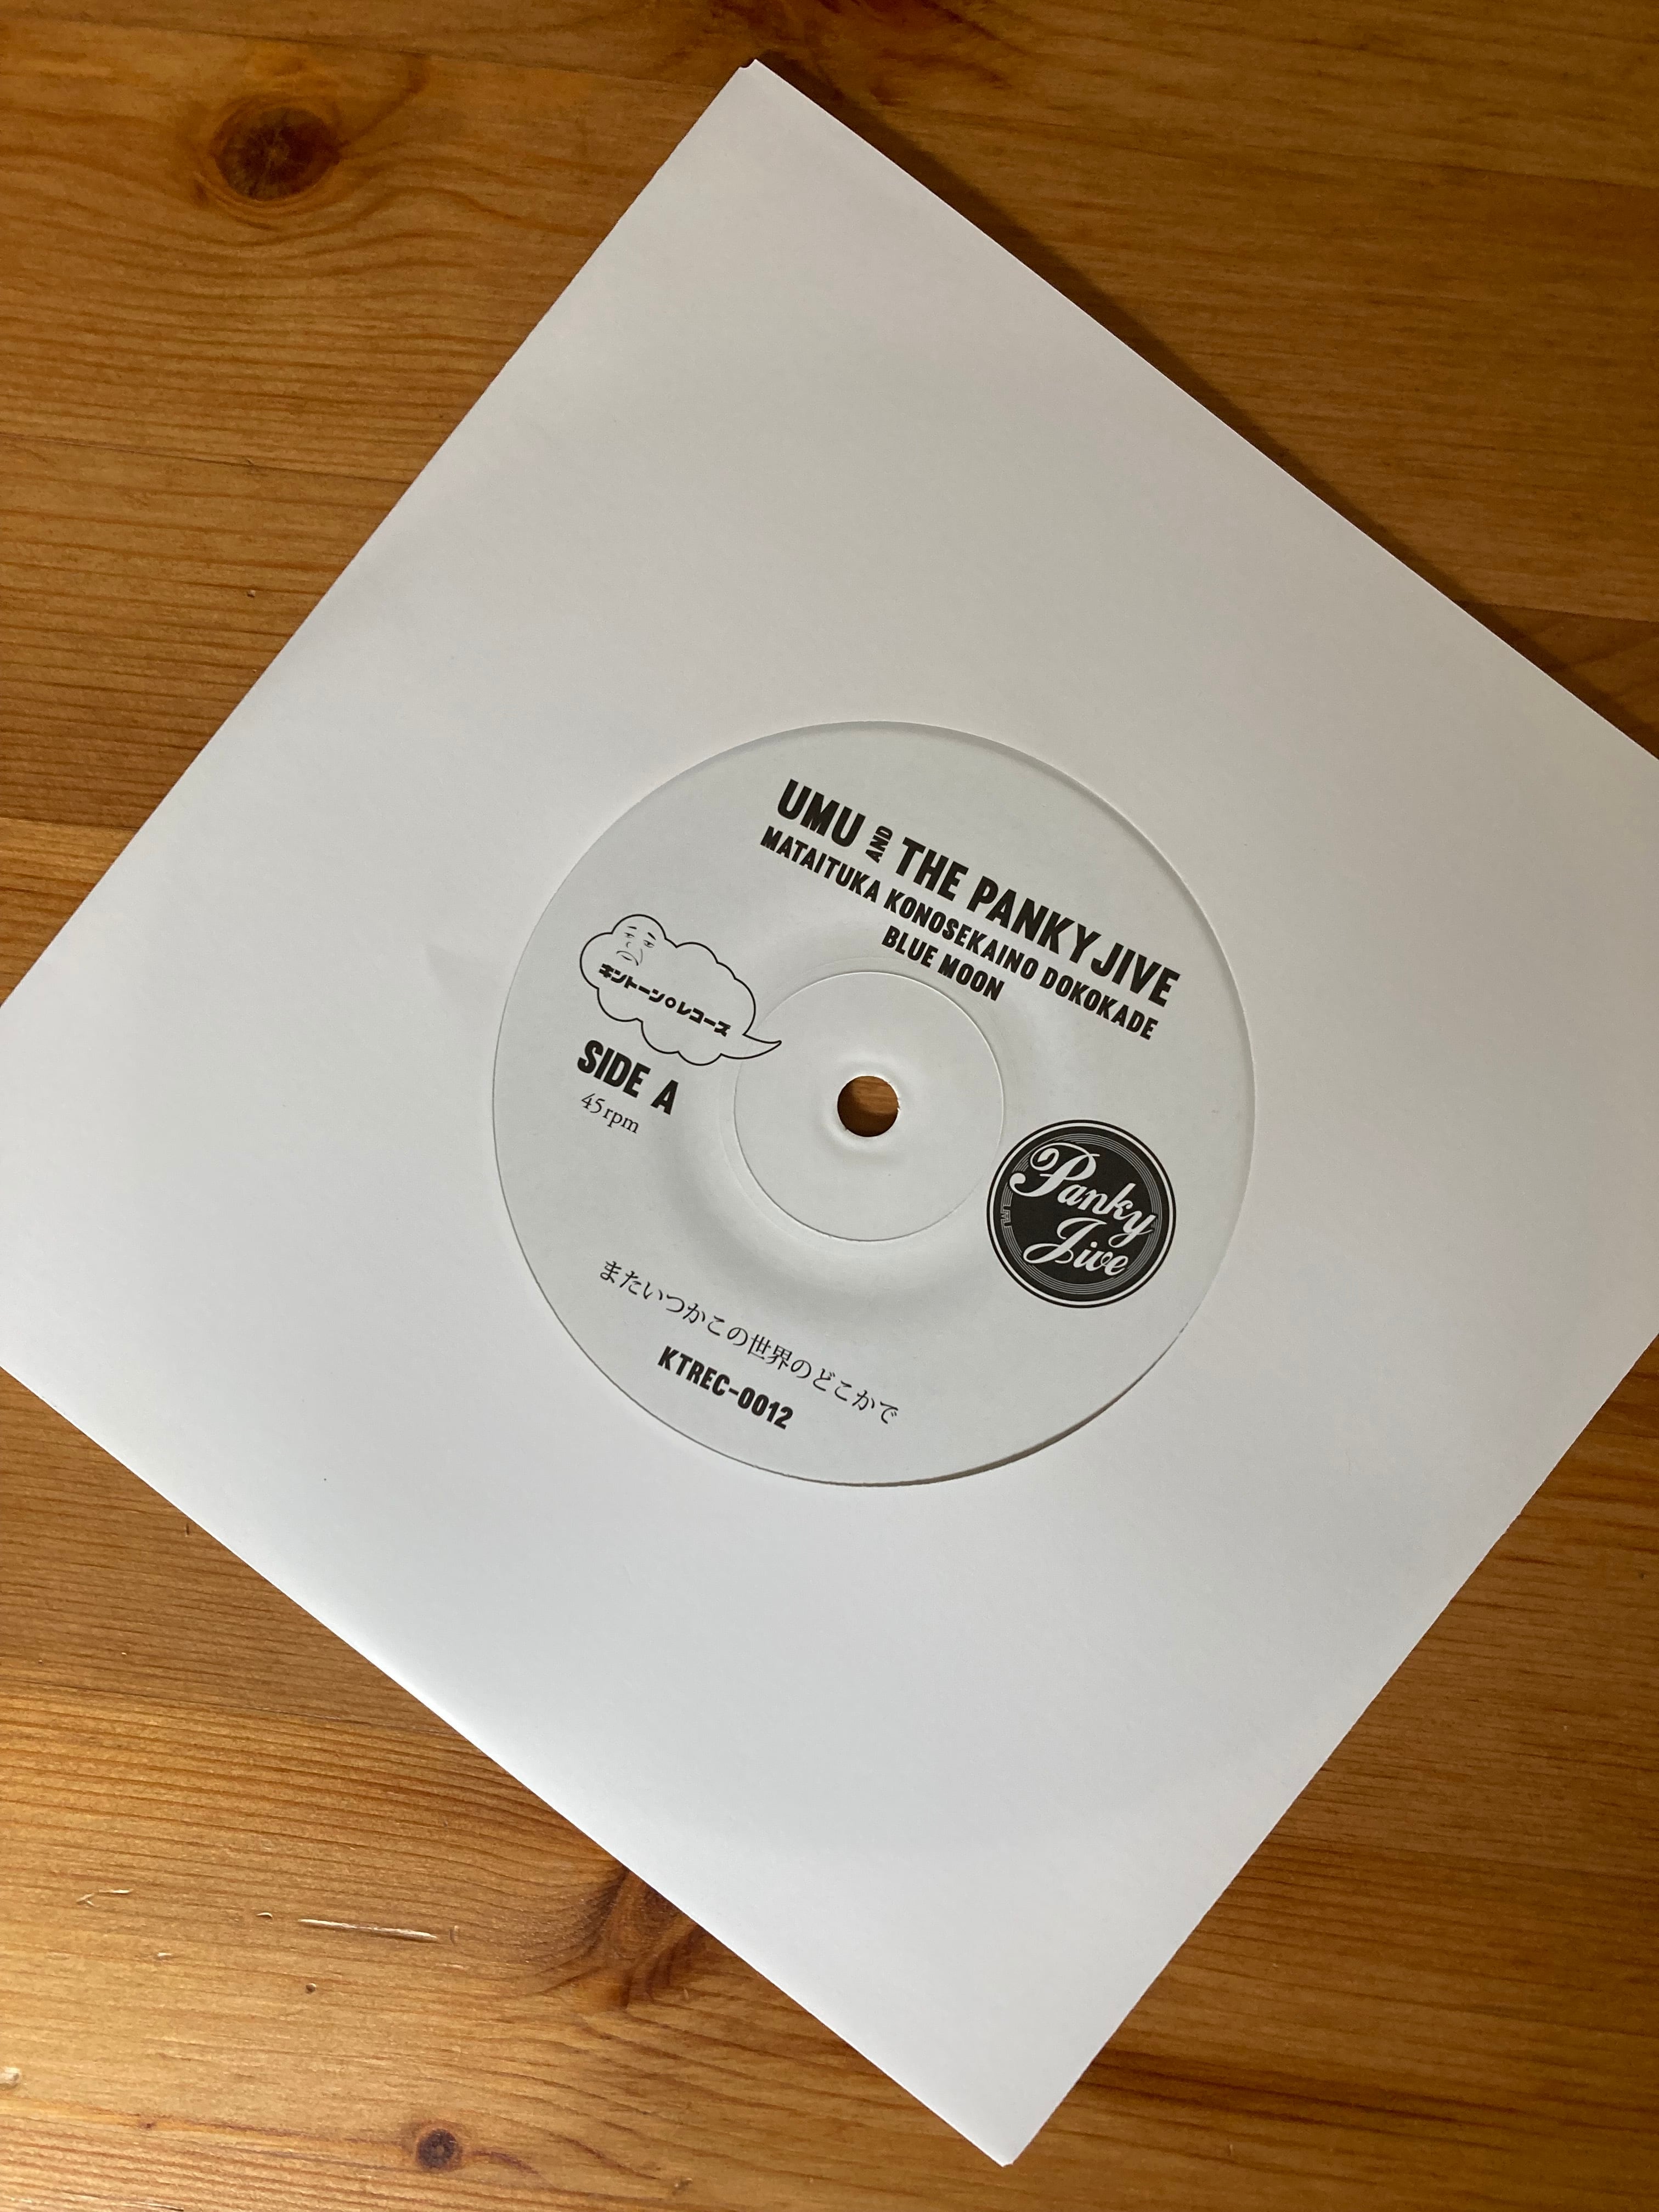 UMU AND THE PANKY JIVE
MATAITUKA KONOSEKAINO DOKOKADE
BLUE MOON
キントーン○レコーズ
SIDE A
45rpm
Panky
Jive
またいつかこの世界のどこかで
KTREC-0012